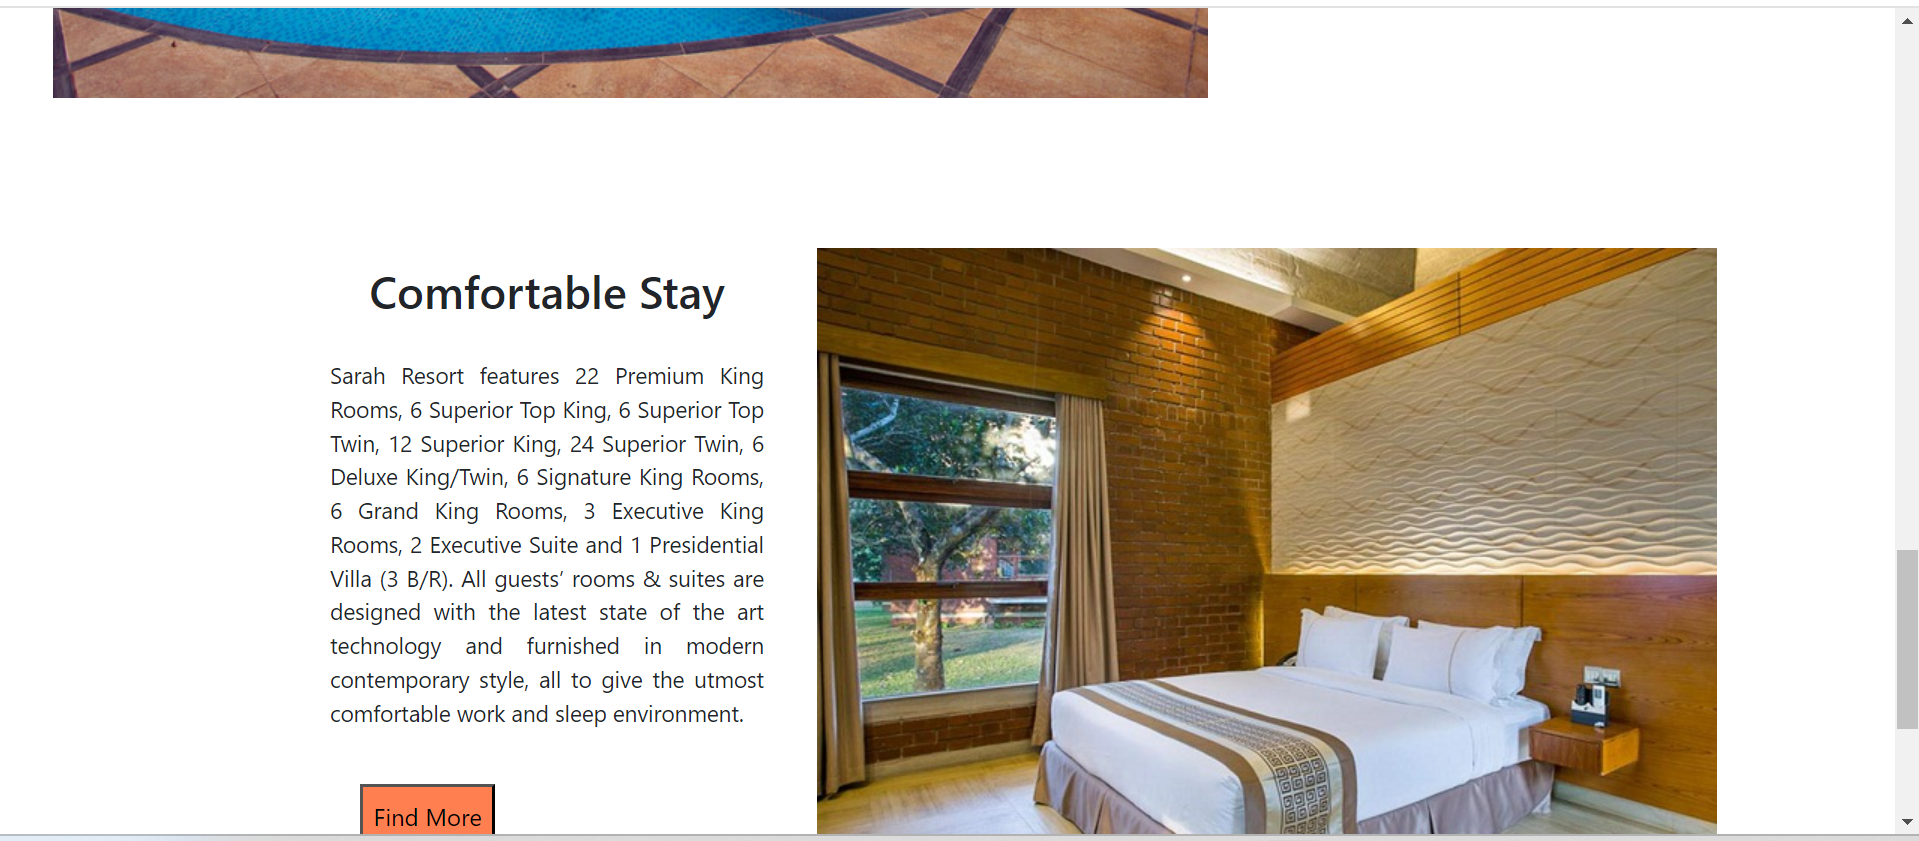 Comfortable Stay
Sarah Resort features 22 Premium King
Rooms, 6 Superior Top King, 6 Superior Top
Twin, 12 Superior King, 24 Superior Twin, 6
Deluxe King/Twin, 6 Signature King Rooms,
6 Grand King Rooms, 3 Executive King
Rooms, 2 Executive Suite and 1 Presidential
Villa (3 B/R). All guests’ rooms & suites are
designed with the latest state of the art
technology and furnished in modern
contemporary style, all to give the utmost
comfortable work and sleep environment.
Find More